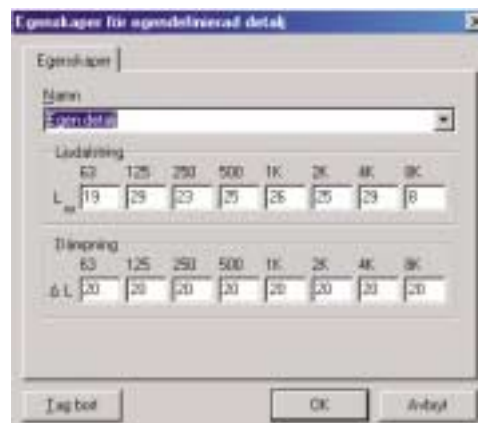 Egenskaper för egendefinierad detalj
Egenskaper
Namn
Egen detalj
Ljudalstring
63 125 250 500 1K 2K 4K 8K
L 19 29 23 25 26 25 29 8
Dämpning
63 125 250 500 1K 2K 4K 8K
Δ L 20 20 20 20 20 20 20 20
Tag bort OK Avbryt